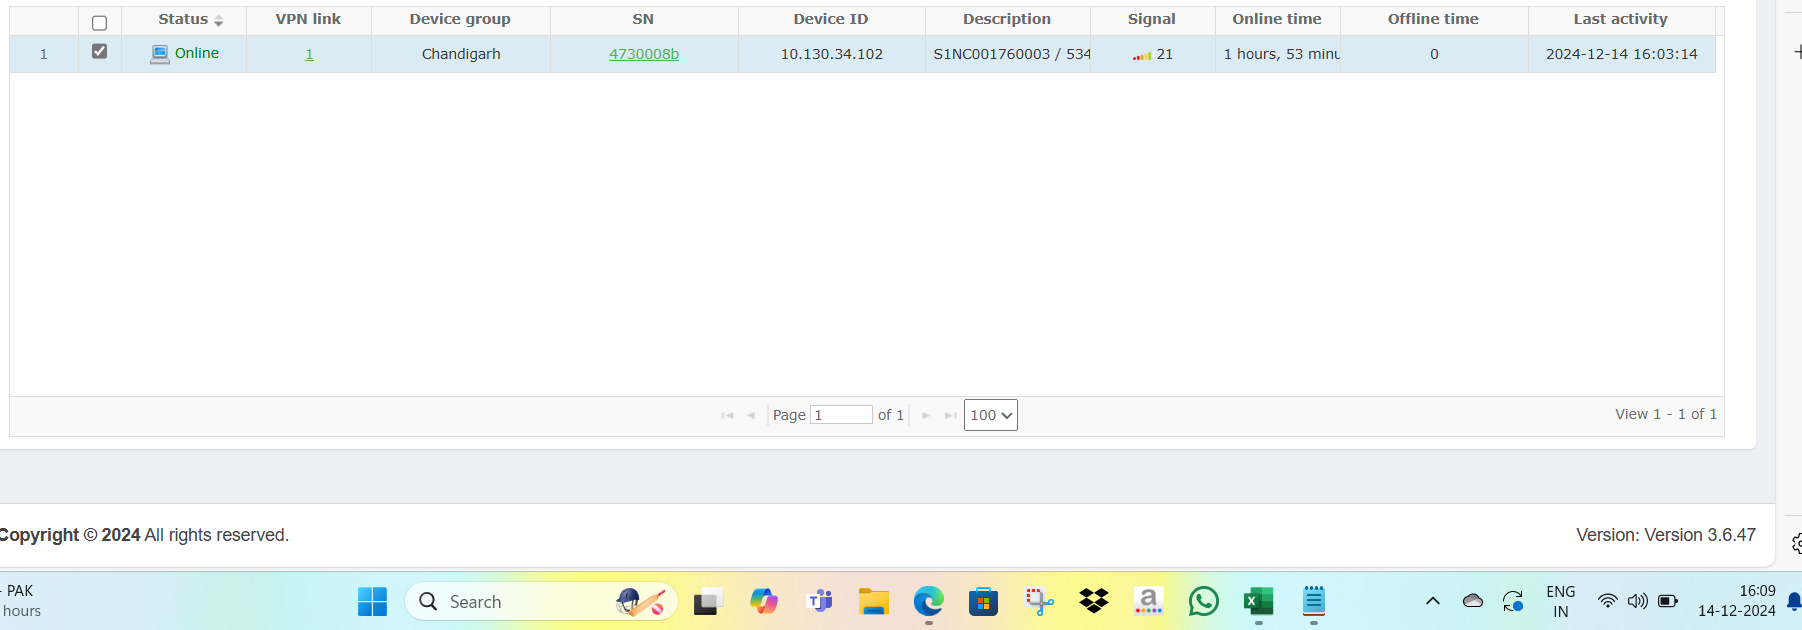 Status VPN link Device group SN Device ID Description Signal Online time Offline time Last activity
1 Online 1 Chandigarh 4730008b 10.130.34.102 S1NC001760003 / 534 21 1 hours, 53 minu 0 2024-12-14 16:03:14
Page 1 of 1 100 View 1 - 1 of 1
Copyright © 2024 All rights reserved. Version: Version 3.6.47
- PAK
hours
Search
ENG
IN
16:09
14-12-2024